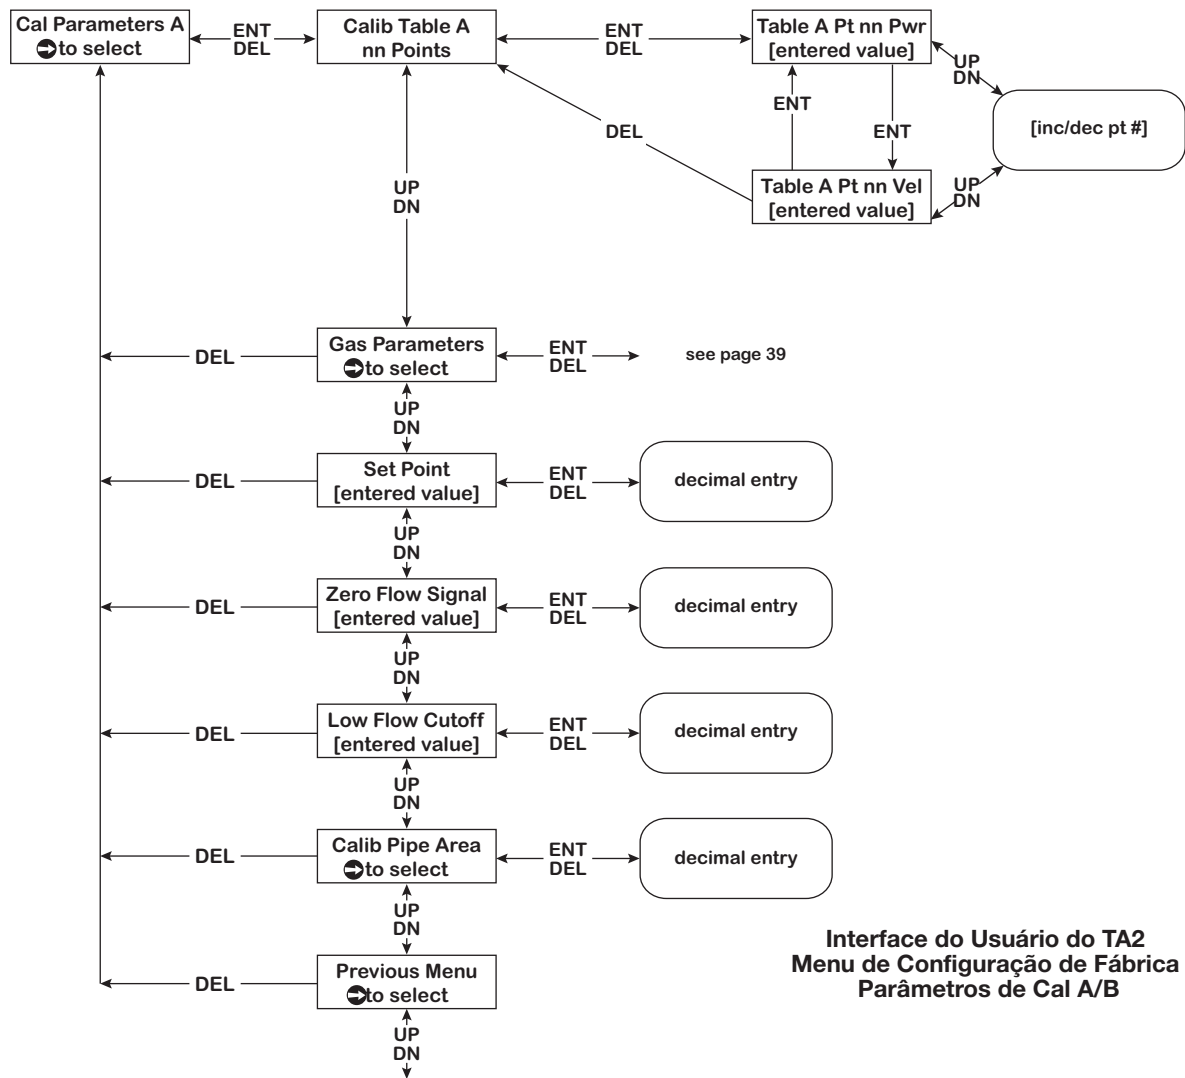 Cal Parameters A
to select
ENT
DEL
Calib Table A
nn Points
ENT
DEL
Table A Pt nn Pwr
[entered value]
UP
DN
[inc/dec pt #]
ENT
ENT
DEL
Table A Pt nn Vel
[entered value]
UP
DN
UP
DN
DEL
Gas Parameters
to select
ENT
DEL
see page 39
UP
DN
DEL
Set Point
[entered value]
ENT
DEL
decimal entry
UP
DN
DEL
Zero Flow Signal
[entered value]
ENT
DEL
decimal entry
UP
DN
DEL
Low Flow Cutoff
[entered value]
ENT
DEL
decimal entry
UP
DN
DEL
Calib Pipe Area
to select
ENT
DEL
decimal entry
UP
DN
DEL
Previous Menu
to select
UP
DN
Interface do Usuário do TA2
Menu de Configuração de Fábrica
Parâmetros de Cal A/B